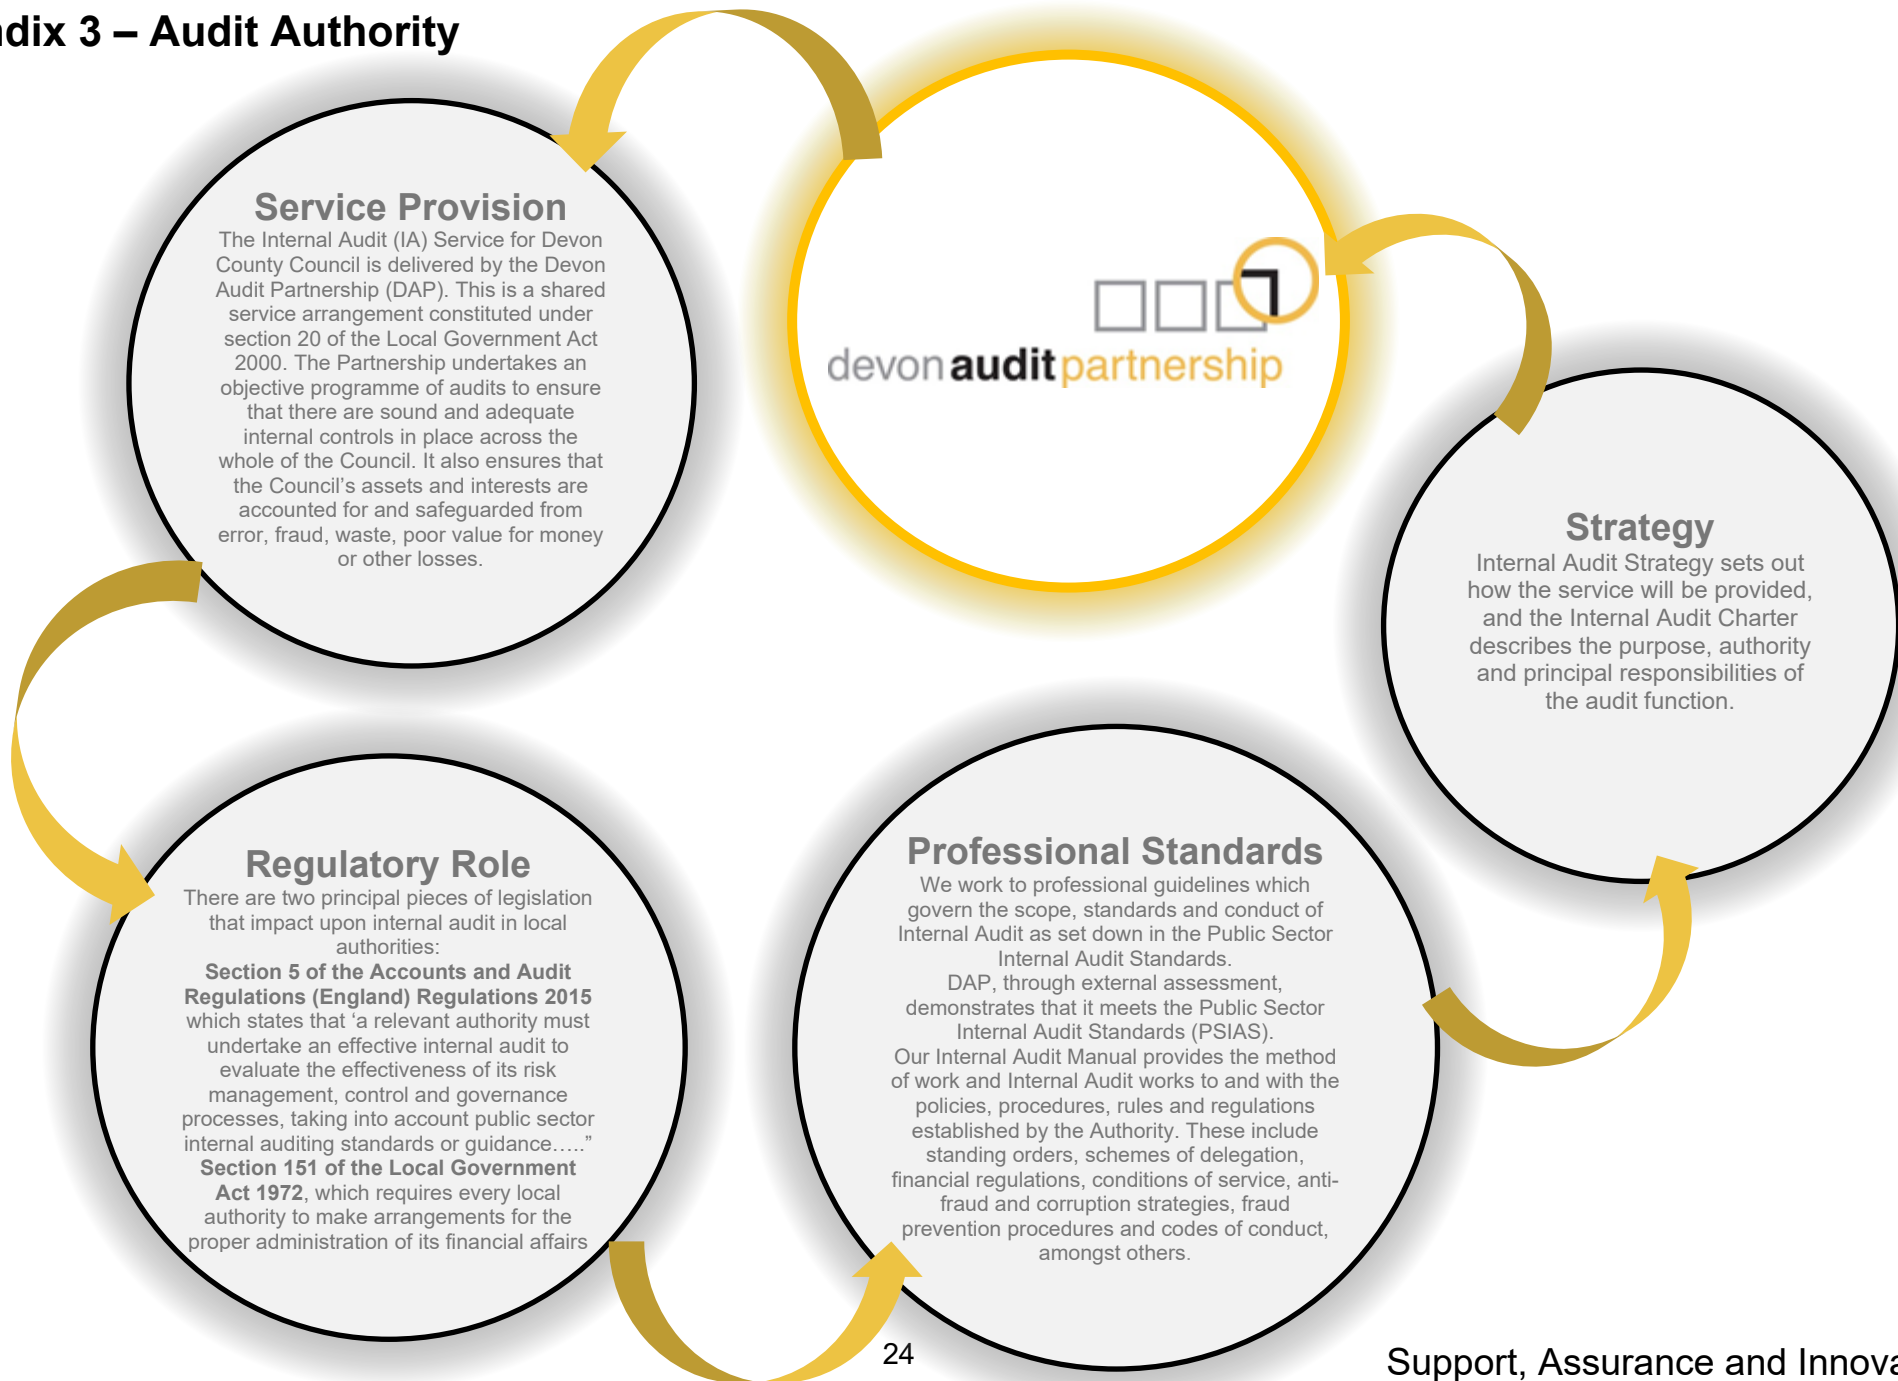 ndix 3 – Audit Authority
Service Provision
The Internal Audit (IA) Service for Devon
County Council is delivered by the Devon
Audit Partnership (DAP). This is a shared
service arrangement constituted under
section 20 of the Local Government Act
2000. The Partnership undertakes an
objective programme of audits to ensure
that there are sound and adequate
internal controls in place across the
whole of the Council. It also ensures that
the Council’s assets and interests are
accounted for and safeguarded from
error, fraud, waste, poor value for money
or other losses.
devonauditpartnership
Strategy
Internal Audit Strategy sets out
how the service will be provided,
and the Internal Audit Charter
describes the purpose, authority
and principal responsibilities of
the audit function.
Regulatory Role
There are two principal pieces of legislation
that impact upon internal audit in local
authorities:
Section 5 of the Accounts and Audit
Regulations (England) Regulations 2015
which states that ‘a relevant authority must
undertake an effective internal audit to
evaluate the effectiveness of its risk
management, control and governance
processes, taking into account public sector
internal auditing standards or guidance…..”
Section 151 of the Local Government
Act 1972, which requires every local
authority to make arrangements for the
proper administration of its financial affairs
Professional Standards
We work to professional guidelines which
govern the scope, standards and conduct of
Internal Audit as set down in the Public Sector
Internal Audit Standards.
DAP, through external assessment,
demonstrates that it meets the Public Sector
Internal Audit Standards (PSIAS).
Our Internal Audit Manual provides the method
of work and Internal Audit works to and with the
policies, procedures, rules and regulations
established by the Authority. These include
standing orders, schemes of delegation,
financial regulations, conditions of service, anti-
fraud and corruption strategies, fraud
prevention procedures and codes of conduct,
amongst others.
24
Support, Assurance and Innova